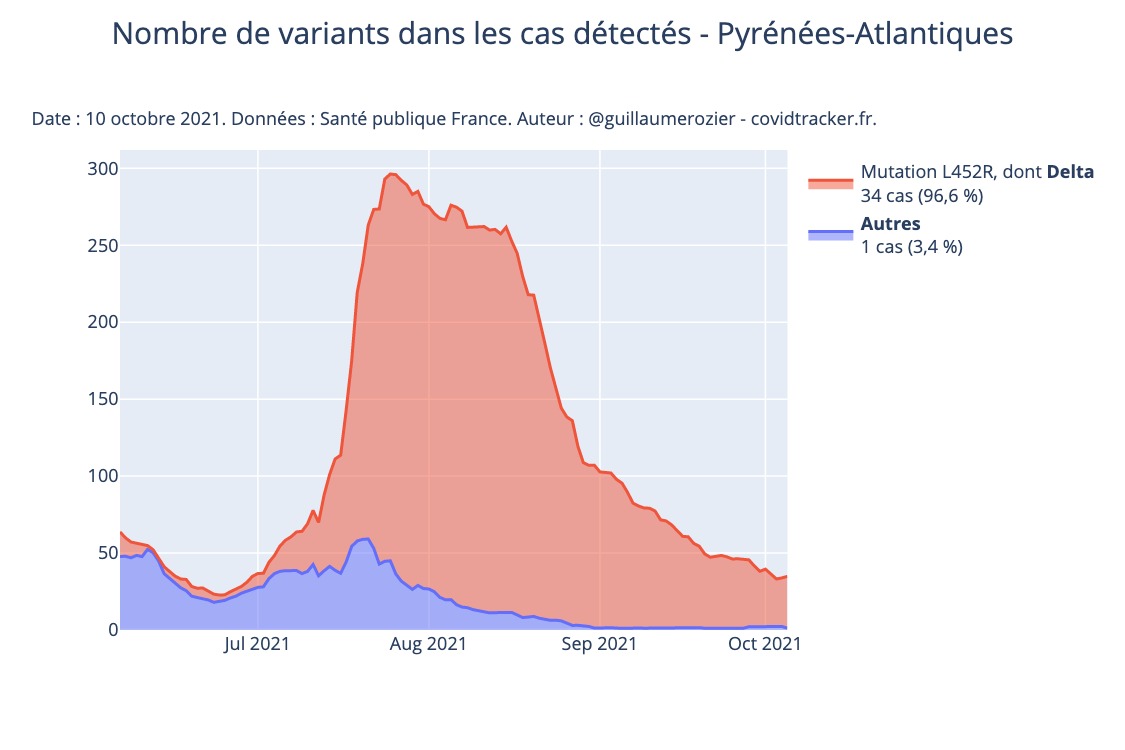 Nombre de variants dans les cas détectés - Pyrénées-Atlantiques
Date : 10 octobre 2021. Données : Santé publique France. Auteur : @guillaumerozier - covidtracker.fr.
300
250
200
150
100
50
0
Jul 2021
Aug 2021
Sep 2021
Oct 2021
Mutation L452R, dont Delta
34 cas (96,6 %)
Autres
1 cas (3,4 %)